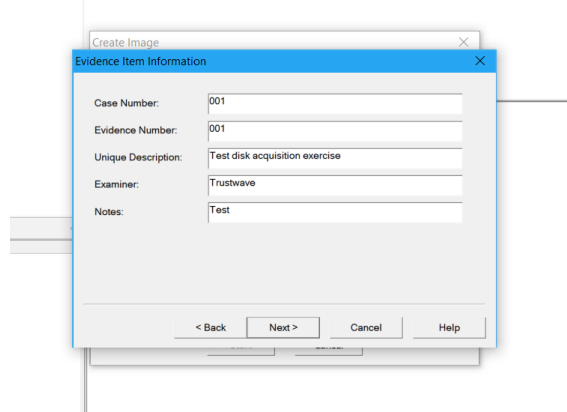 Create Image
Evidence Item Information
Case Number: 001
Evidence Number: 001
Unique Description: Test disk acquisition exercise
Examiner: Trustwave
Notes: Test
< Back Next > Cancel Help